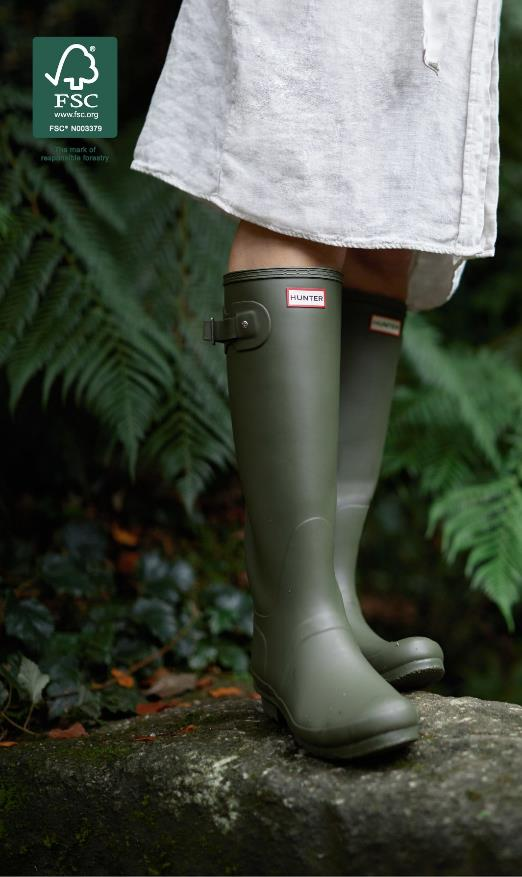 FSC®
www.fsc.org
FSC® N003379
The mark of
responsible forestry
HUNTER
HUNTER